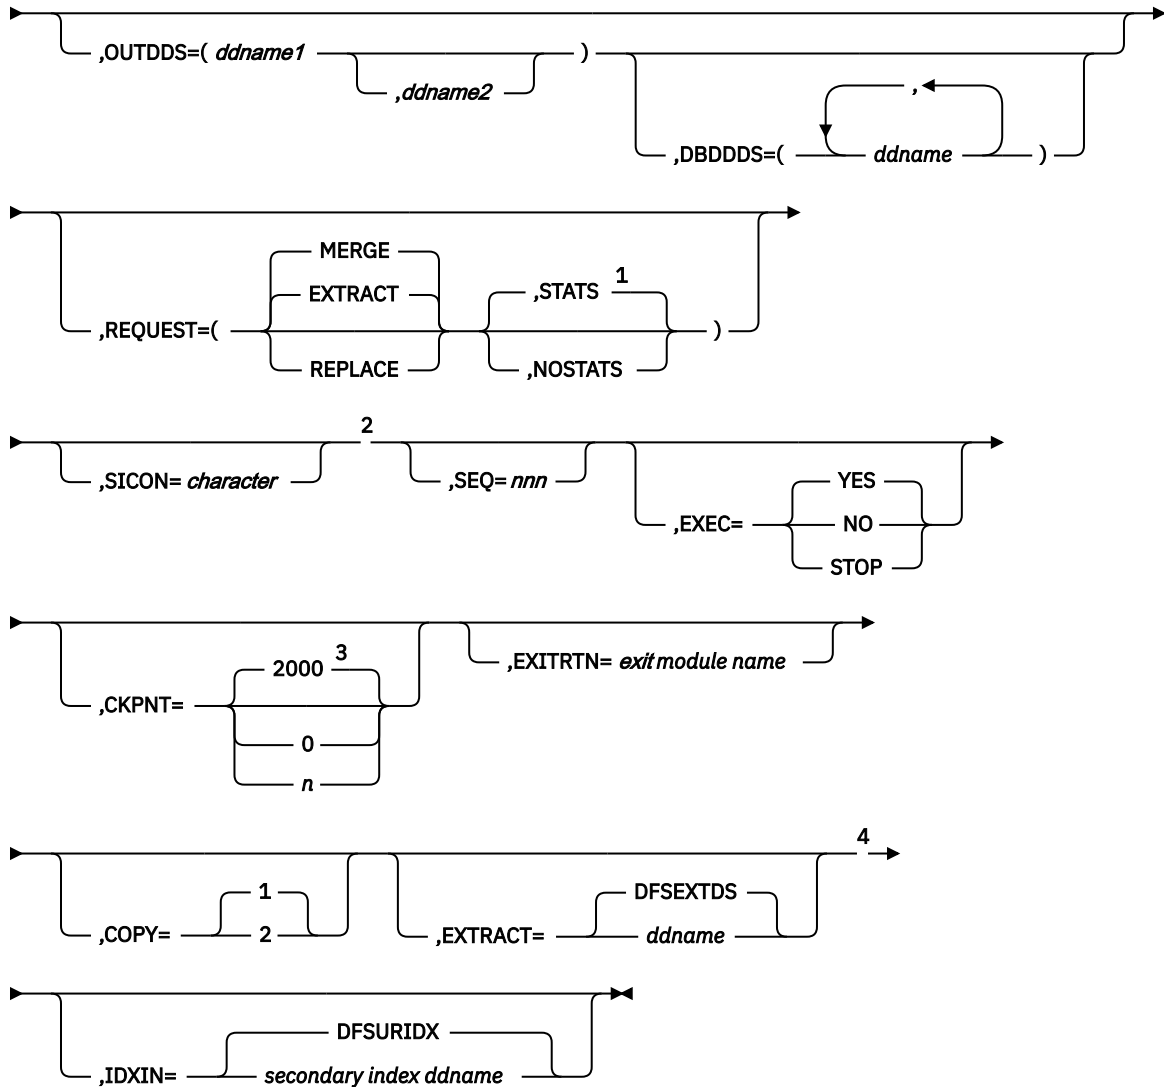 ,OUTDDS=( ddname1 )
,ddname2
,
,DBDDDS=( ddname )
MERGE
,STATS 1
EXTRACT
,REQUEST=( )
REPLACE ,NOSTATS
2
,SICON= character ,SEQ= nnn YES
,EXEC= NO
STOP
2000 3 ,EXITRTN= exit module name
,CKPNT=
0
n
4
1 DFSEXTDS
,COPY= 2 ,EXTRACT= ddname
DFSURIDX
,IDXIN= secondary index ddname